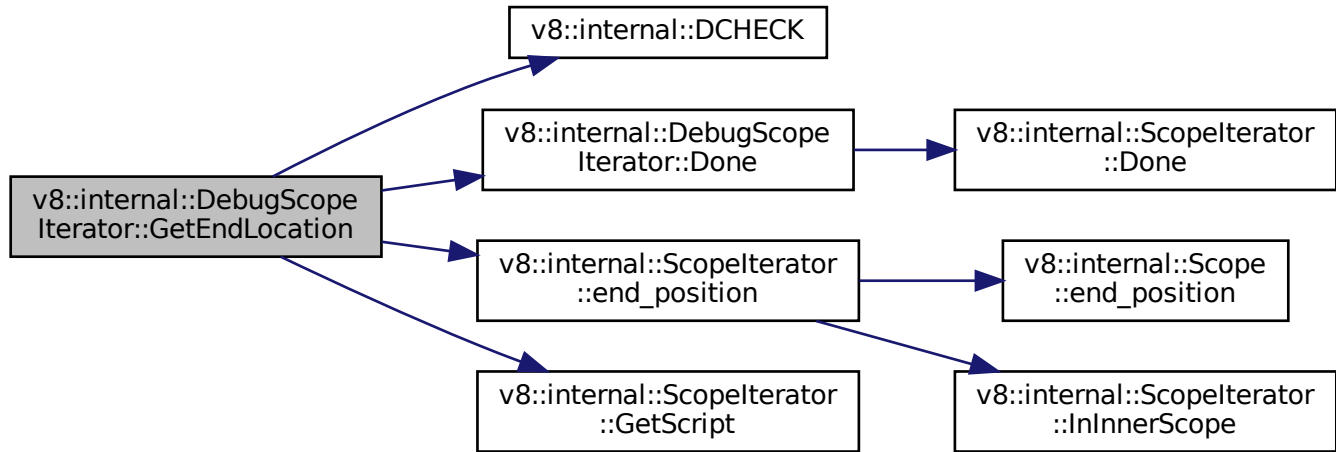 v8::internal::DCHECK
v8::internal::DebugScope
Iterator::Done
v8::internal::ScopeIterator
::Done
v8::internal::DebugScope
Iterator::GetEndLocation
v8::internal::ScopeIterator
::end_position
v8::internal::Scope
::end_position
v8::internal::ScopeIterator
::GetScript
v8::internal::ScopeIterator
::InInnerScope